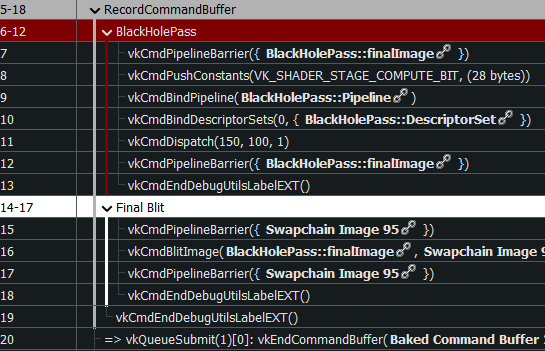 5-18 RecordCommandBuffer
6-12 BlackHolePass
7 vkCmdPipelineBarrier({ BlackHolePass::finalImage })
8 vkCmdPushConstants(VK_SHADER_STAGE_COMPUTE_BIT, (28 bytes))
9 vkCmdBindPipeline( BlackHolePass::Pipeline )
10 vkCmdBindDescriptorSets(0, { BlackHolePass::DescriptorSet })
11 vkCmdDispatch(150, 100, 1)
12 vkCmdPipelineBarrier({ BlackHolePass::finalImage })
13 vkCmdEndDebugUtilsLabelEXT()
14-17 Final Blit
15 vkCmdPipelineBarrier({ Swapchain Image 95 })
16 vkCmdBlitImage( BlackHolePass::finalImage , Swapchain Image 9
17 vkCmdPipelineBarrier({ Swapchain Image 95 })
18 vkCmdEndDebugUtilsLabelEXT()
19 vkCmdEndDebugUtilsLabelEXT()
20 => vkQueueSubmit(1)[0]: vkEndCommandBuffer( Baked Command Buffer